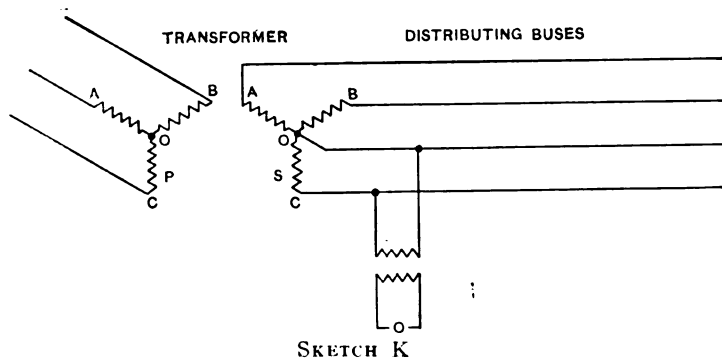 TRANSFORMER DISTRIBUTING BUSES
B A B
A
O O
P S
C C
O
SKETCH K